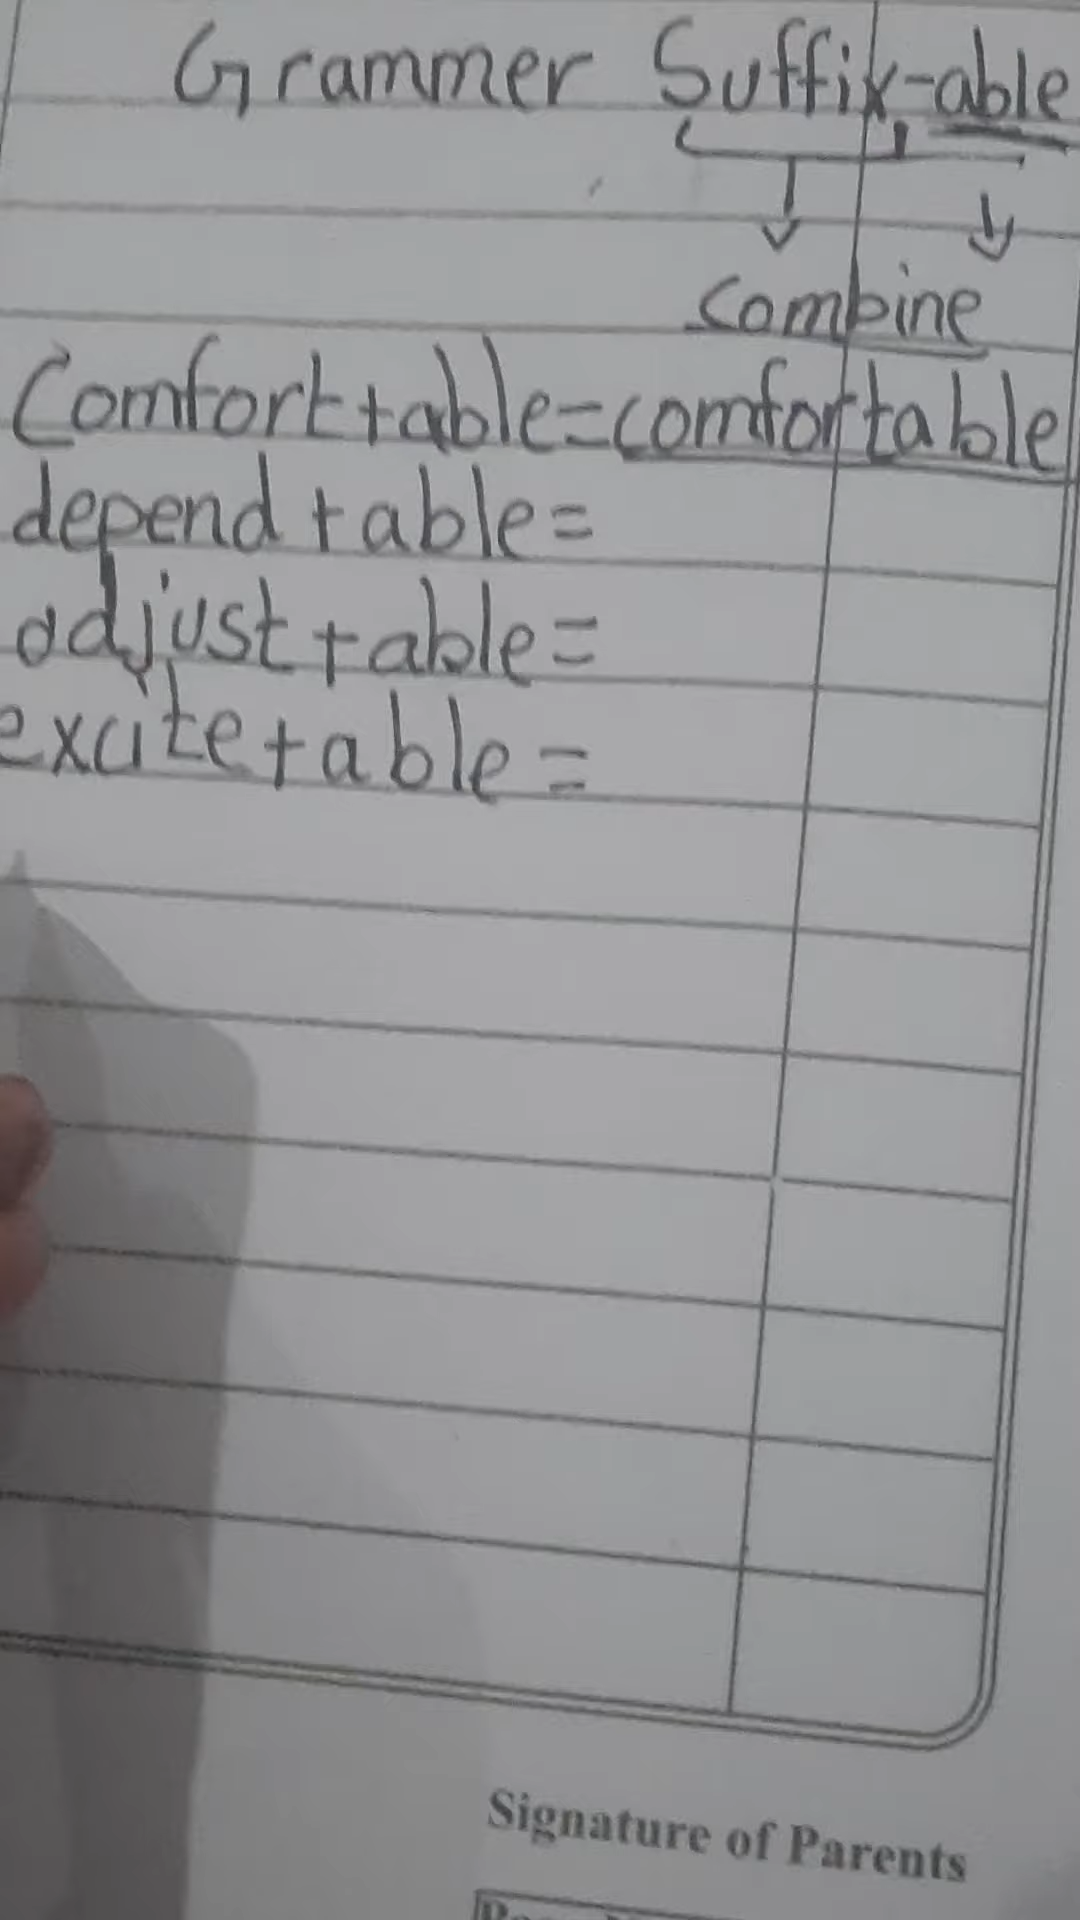 Grammer Suffix-able
combine
Comfort+able=comfortable
depend+able=
adjust+able=
excite+able=
Signature of Parents